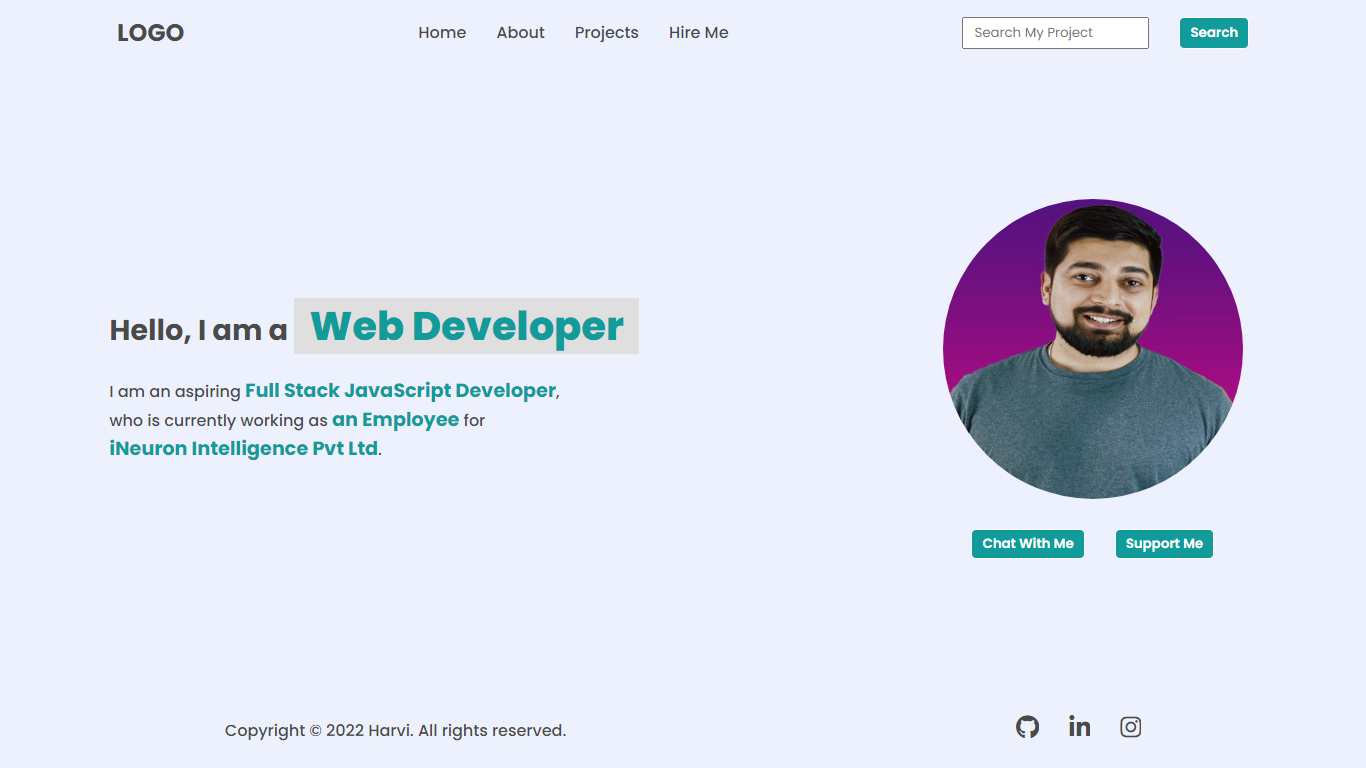 LOGO
Home About Projects Hire Me
Search My Project
Search
Hello, I am a Web Developer
I am an aspiring Full Stack JavaScript Developer,
who is currently working as an Employee for
iNeuron Intelligence Pvt Ltd.
Chat With Me
Support Me
Copyright © 2022 Harvi. All rights reserved.
in